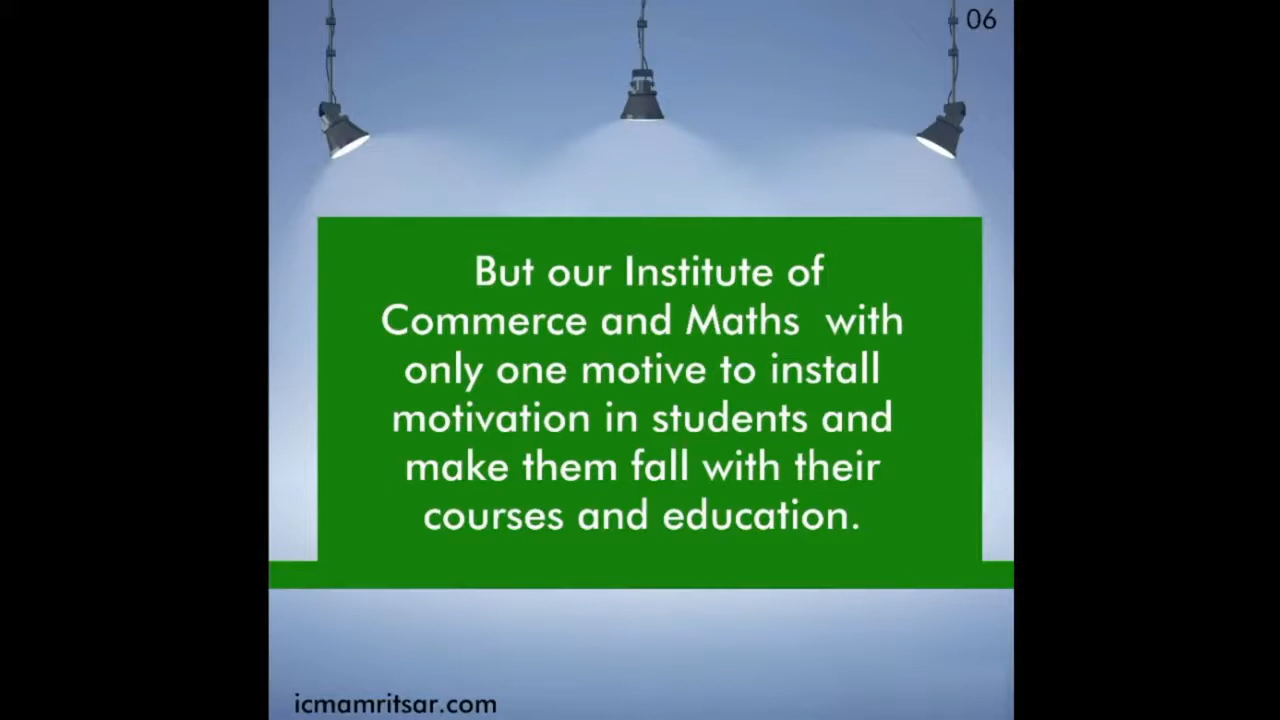 06
But our Institute of
Commerce and Maths  with
only one motive to install
motivation in students and
make them fall with their
courses and education.
icmamritsar.com